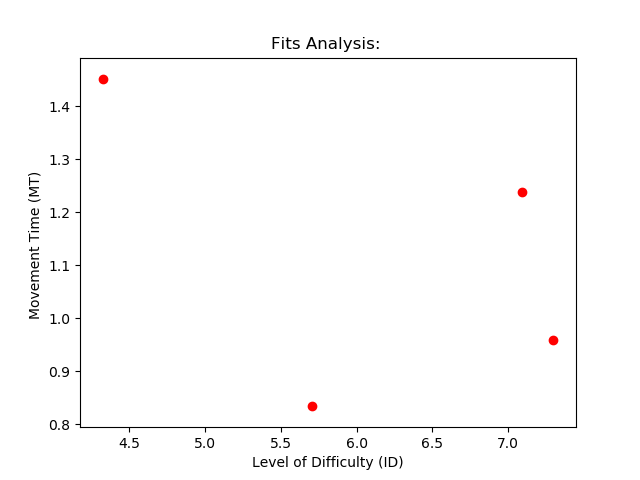 Fits Analysis:
Movement Time (MT)
1.4
1.3
1.2
1.1
1.0
0.9
0.8
4.5 5.0 5.5 6.0 6.5 7.0
Level of Difficulty (ID)